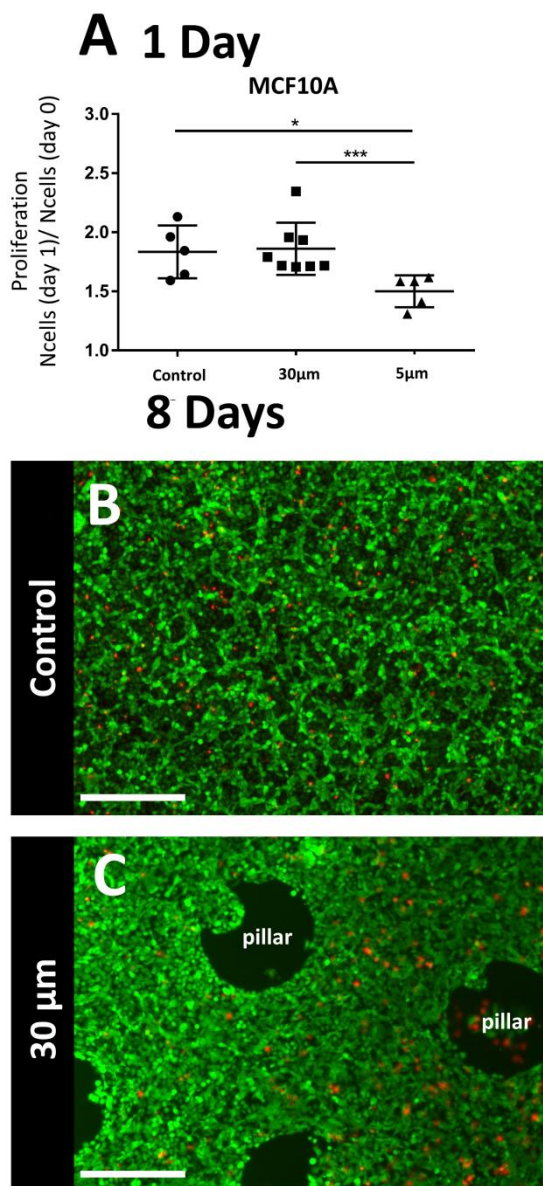 A 1 Day
MCF10A
Proliferation
Ncells (day 1)/ Ncells (day 0)
3.0
2.5
2.0
1.5
1.0
*
***
Control 30μm 5μm
8 Days
B
Control
C
30 μm
pillar
pillar